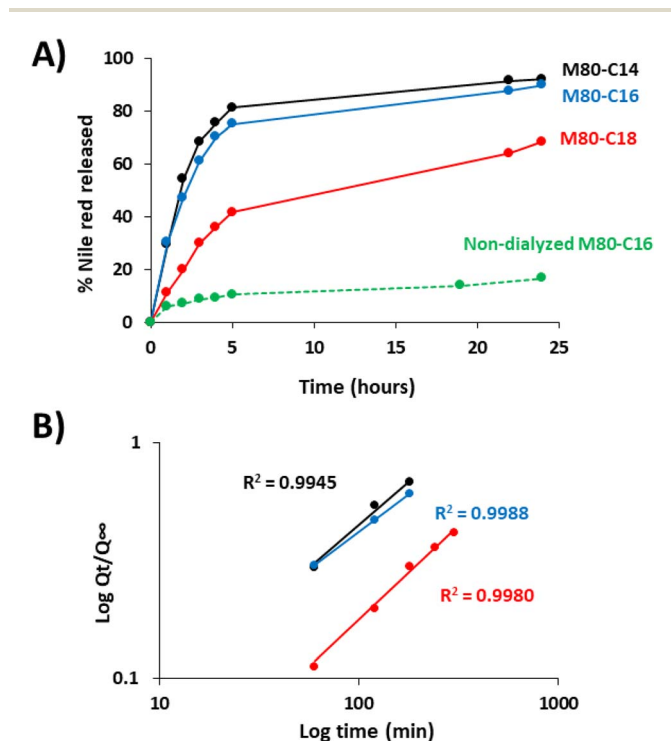 A)
100
80
60
40
20
0
% Nile red released
M80-C14
M80-C16
M80-C18
Non-dialyzed M80-C16
0 5 10 15 20 25
Time (hours)
B)
1
0.1
Log Qt/Q∞
R² = 0.9945
R² = 0.9988
R² = 0.9980
10 100 1000
Log time (min)